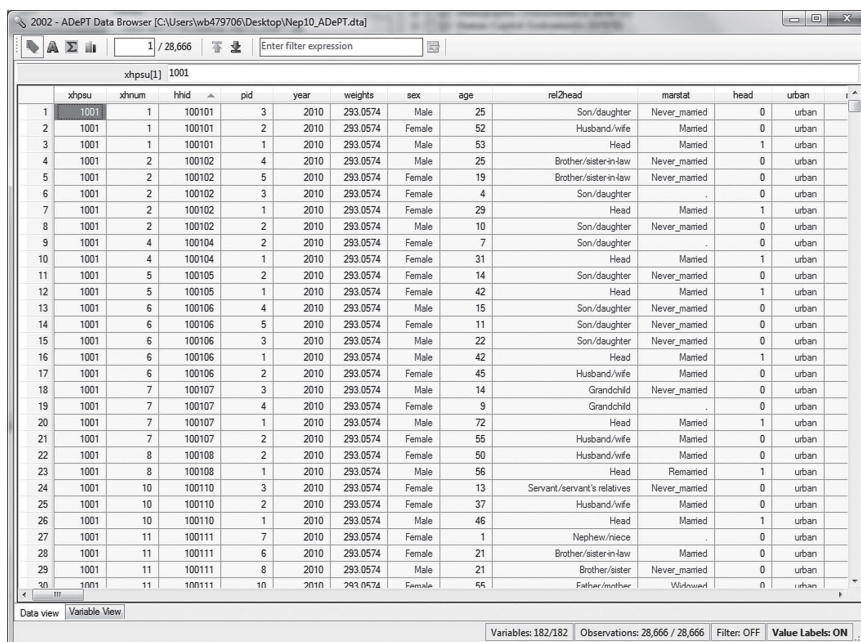 2002 - ADePT Data Browser [C:\Users\wb479706\Desktop\Nep10_ADePT.dta]
1 / 28,666 Enter filter expression
xhpsu[1] 1001
xhpsu xhnum hhid pid year weights sex age rel2head marstat head urban
1 1001 1 100101 3 2010 293.0574 Male 25 Son/daughter Never_married 0 urban
2 1001 1 100101 2 2010 293.0574 Female 52 Husband/wife Married 0 urban
3 1001 1 100101 1 2010 293.0574 Male 53 Head Married 1 urban
4 1001 2 100102 4 2010 293.0574 Male 25 Brother/sister-in-law Never_married 0 urban
5 1001 2 100102 5 2010 293.0574 Female 19 Brother/sister-in-law Never_married 0 urban
6 1001 2 100102 3 2010 293.0574 Female 4 Son/daughter . 0 urban
7 1001 2 100102 1 2010 293.0574 Female 29 Head Married 1 urban
8 1001 2 100102 2 2010 293.0574 Male 10 Son/daughter Never_married 0 urban
9 1001 4 100104 2 2010 293.0574 Female 7 Son/daughter . 0 urban
10 1001 4 100104 1 2010 293.0574 Female 31 Head Married 1 urban
11 1001 5 100105 2 2010 293.0574 Female 14 Son/daughter Never_married 0 urban
12 1001 5 100105 1 2010 293.0574 Female 42 Head Married 1 urban
13 1001 6 100106 4 2010 293.0574 Male 15 Son/daughter Never_married 0 urban
14 1001 6 100106 5 2010 293.0574 Female 11 Son/daughter Never_married 0 urban
15 1001 6 100106 3 2010 293.0574 Male 22 Son/daughter Never_married 0 urban
16 1001 6 100106 1 2010 293.0574 Male 42 Head Married 1 urban
17 1001 6 100106 2 2010 293.0574 Female 45 Husband/wife Married 0 urban
18 1001 7 100107 3 2010 293.0574 Male 14 Grandchild Never_married 0 urban
19 1001 7 100107 4 2010 293.0574 Female 9 Grandchild . 0 urban
20 1001 7 100107 1 2010 293.0574 Male 72 Head Married 1 urban
21 1001 7 100107 2 2010 293.0574 Female 55 Husband/wife Married 0 urban
22 1001 8 100108 2 2010 293.0574 Female 50 Husband/wife Married 0 urban
23 1001 8 100108 1 2010 293.0574 Male 56 Head Remarried 1 urban
24 1001 10 100110 3 2010 293.0574 Female 13 Servant/servant's relatives Never_married 0 urban
25 1001 10 100110 2 2010 293.0574 Female 37 Husband/wife Married 0 urban
26 1001 10 100110 1 2010 293.0574 Male 46 Head Married 1 urban
27 1001 11 100111 7 2010 293.0574 Female 1 Nephew/niece . 0 urban
28 1001 11 100111 6 2010 293.0574 Female 21 Brother/sister-in-law Married 0 urban
29 1001 11 100111 8 2010 293.0574 Male 21 Brother/sister Never_married 0 urban
30 1001 11 100111 10 2010 293.0574 Female 55 Father/mother Widowed 0 urban
Data view Variable View
Variables: 182/182 Observations: 28,666 / 28,666 Filter: OFF Value Labels: ON